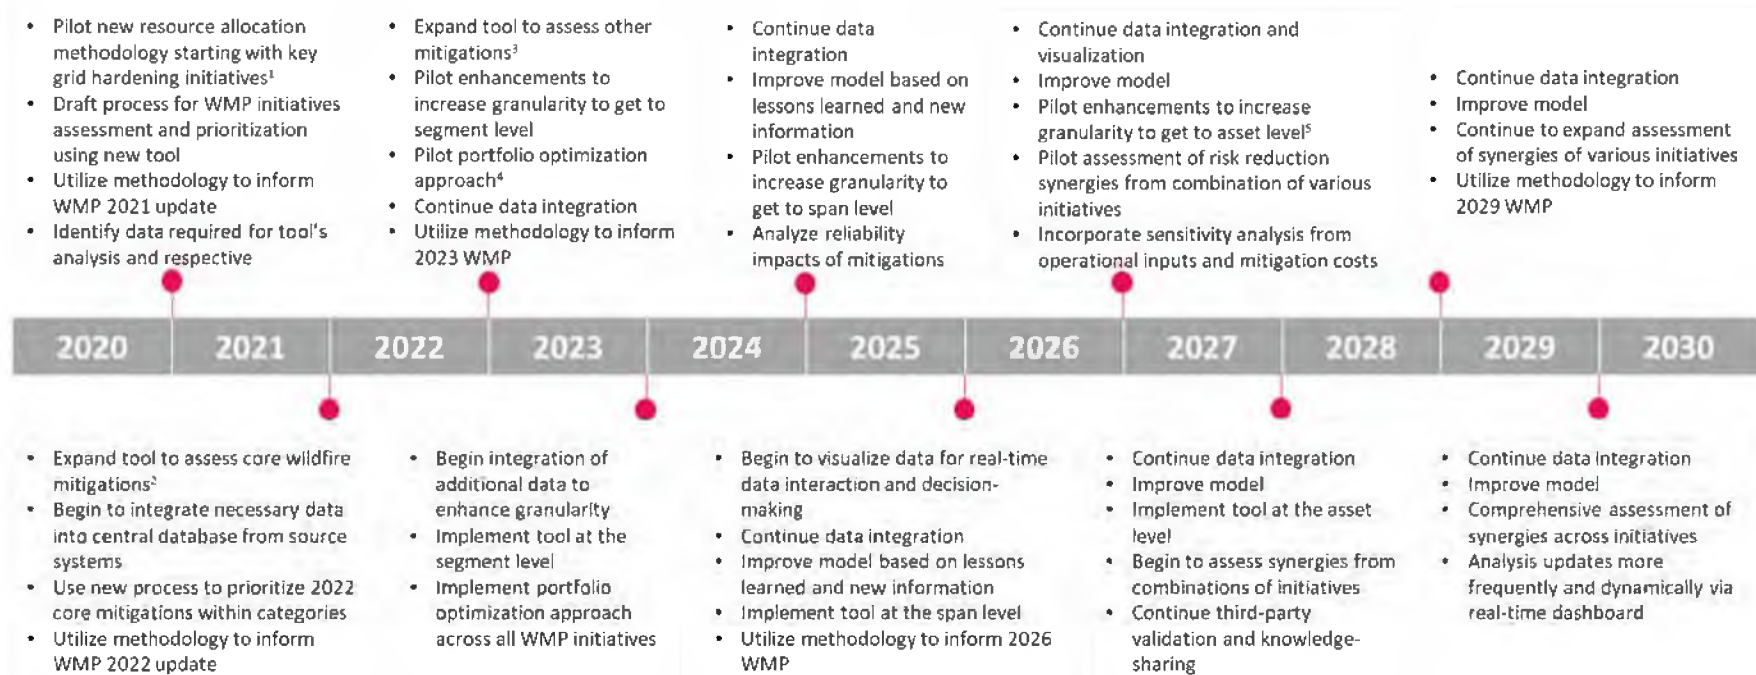 • Pilot new resource allocation
methodology starting with key
grid hardening initiatives¹
• Draft process for WMP initiatives
assessment and prioritization
using new tool
• Utilize methodology to inform
WMP 2021 update
• Identify data required for tool's
analysis and respective
• Expand tool to assess other
mitigations³
• Pilot enhancements to
increase granularity to get to
segment level
• Pilot portfolio optimization
approach⁴
• Continue data integration
• Utilize methodology to inform
2023 WMP
• Continue data
integration
• Improve model based on
lessons learned and new
information
• Pilot enhancements to
increase granularity to
get to span level
• Analyze reliability
impacts of mitigations
• Continue data integration and
visualization
• Improve model
• Pilot enhancements to increase
granularity to get to asset level⁵
• Pilot assessment of risk reduction
synergies from combination of various
initiatives
• Incorporate sensitivity analysis from
operational inputs and mitigation costs
• Continue data integration
• Improve model
• Continue to expand assessment
of synergies of various initiatives
• Utilize methodology to inform
2029 WMP
2020 2021 2022 2023 2024 2025 2026 2027 2028 2029 2030
• Expand tool to assess core wildfire
mitigations²
• Begin to integrate necessary data
into central database from source
systems
• Use new process to prioritize 2022
core mitigations within categories
• Utilize methodology to inform
WMP 2022 update
• Begin integration of
additional data to
enhance granularity
• Implement tool at the
segment level
• Implement portfolio
optimization approach
across all WMP initiatives
• Begin to visualize data for real-time
data interaction and decision-
making
• Continue data integration
• Improve model based on lessons
learned and new information
• Implement tool at the span level
• Utilize methodology to inform 2026
WMP
• Continue data integration
• Improve model
• Implement tool at the asset
level
• Begin to assess synergies from
combinations of initiatives
• Continue third-party
validation and knowledge-
sharing
• Continue data integration
• Improve model
• Comprehensive assessment of
synergies across initiatives
• Analysis updates more
frequently and dynamically via
real-time dashboard